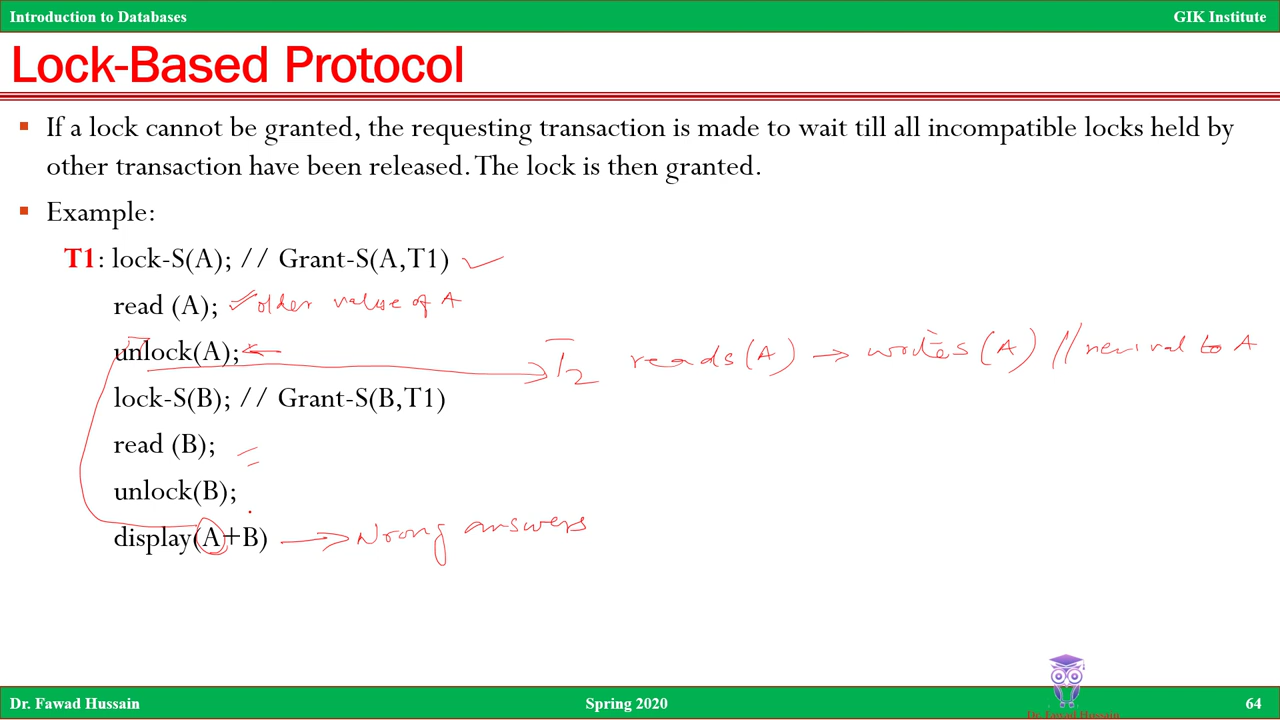 Introduction to Databases GIK Institute
Lock-Based Protocol
If a lock cannot be granted, the requesting transaction is made to wait till all incompatible locks held by
other transaction have been released. The lock is then granted.
Example:
T1: lock-S(A); // Grant-S(A,T1)
read (A); older value of A
unlock(A); T2 reads(A) → writes(A) // to A
lock-S(B); // Grant-S(B,T1)
read (B);
unlock(B);
display(A+B) → Wrong answers
Dr. Fawad Hussain Spring 2020 64
Dr. Fawad Hussain